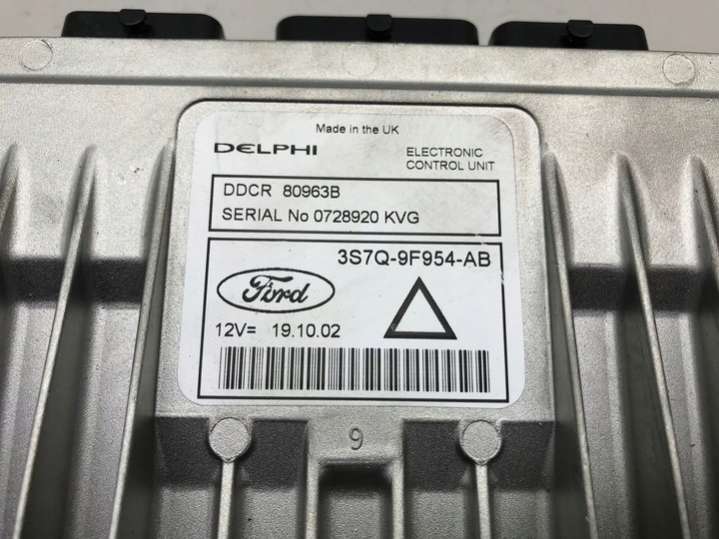 Made in the UK
DELPHI
ELECTRONIC
CONTROL UNIT
DDCR 80963B
SERIAL No 0728920 KVG
3S7Q-9F954-AB
Ford
12V= 19.10.02
9